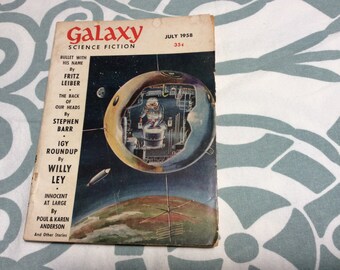 Galaxy
SCIENCE FICTION
JULY 1958
35¢
BULLET WITH
HIS NAME
By
FRITZ
LEIBER
•
THE BACK OF
OUR HEADS
By
STEPHEN
BARR
•
IGY
ROUNDUP
By
WILLY
LEY
•
INNOCENT
AT LARGE
By
POUL & KAREN
ANDERSON
And Other Stories